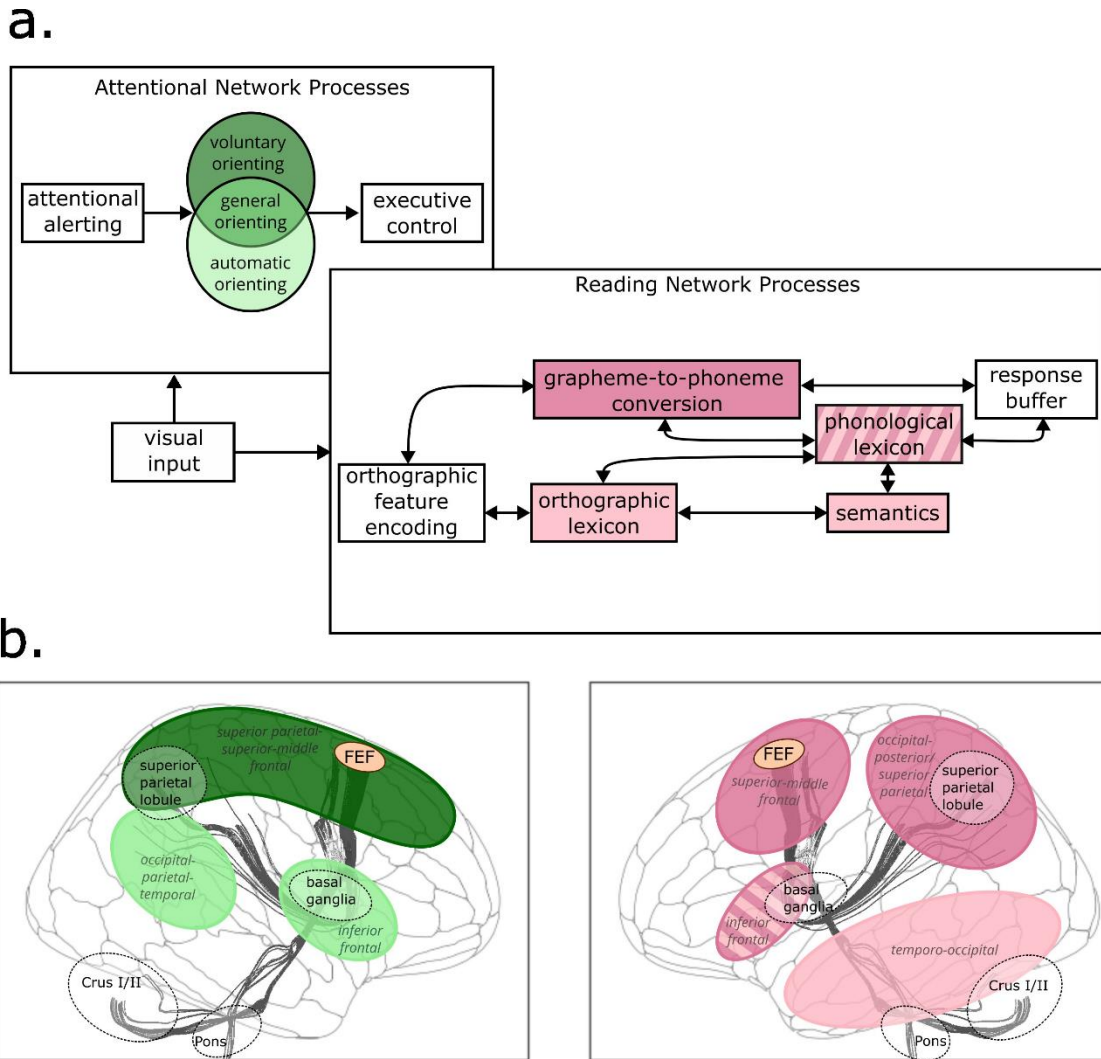 a.
Attentional Network Processes
voluntary
orienting
general
orienting
automatic
orienting
attentional
alerting
executive
control
Reading Network Processes
grapheme-to-phoneme
conversion
response
buffer
phonological
lexicon
visual
input
orthographic
feature
encoding
orthographic
lexicon
semantics
b.
superior parietal-
superior-middle
frontal
FEF
superior
parietal
lobule
occipital-
parietal-
temporal
basal
ganglia
inferior
frontal
Crus I/II
Pons
FEF
superior-middle
frontal
occipital-
posterior/
superior
parietal
superior
parietal
lobule
basal
ganglia
inferior
frontal
temporo-occipital
Crus I/II
Pons